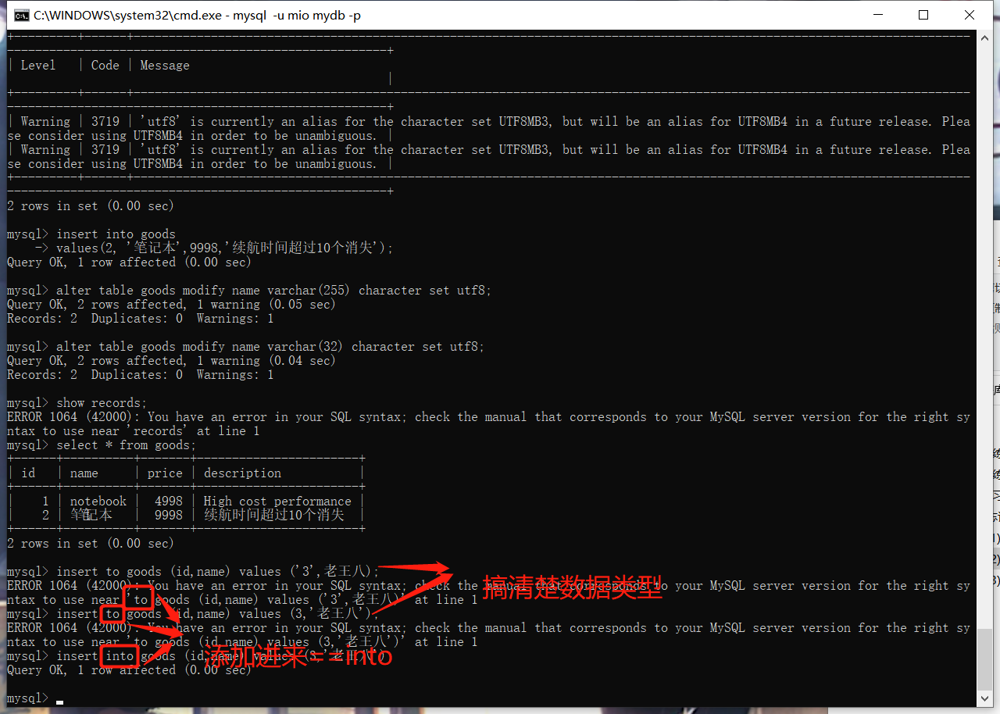 C:\WINDOWS\system32\cmd.exe - mysql  -u mio mydb -p
+---------+------+-----------------------------------------------------------------------------------------------------------------------
------------------------------------------------------+
| Level   | Code | Message
                                                      |
+---------+------+-----------------------------------------------------------------------------------------------------------------------
------------------------------------------------------+
| Warning | 3719 | 'utf8' is currently an alias for the character set UTF8MB3, but will be an alias for UTF8MB4 in a future release. Plea
se consider using UTF8MB4 in order to be unambiguous.  |
| Warning | 3719 | 'utf8' is currently an alias for the character set UTF8MB3, but will be an alias for UTF8MB4 in a future release. Plea
se consider using UTF8MB4 in order to be unambiguous.  |
+---------+------+-----------------------------------------------------------------------------------------------------------------------
------------------------------------------------------+
2 rows in set (0.00 sec)
mysql> insert into goods
    -> values(2, '笔记本',9998,'续航时间超过10个消失');
Query OK, 1 row affected (0.00 sec)
mysql> alter table goods modify name varchar(255) character set utf8;
Query OK, 2 rows affected, 1 warning (0.05 sec)
Records: 2  Duplicates: 0  Warnings: 1
mysql> alter table goods modify name varchar(32) character set utf8;
Query OK, 2 rows affected, 1 warning (0.04 sec)
Records: 2  Duplicates: 0  Warnings: 1
mysql> show records;
ERROR 1064 (42000): You have an error in your SQL syntax; check the manual that corresponds to your MySQL server version for the right sy
ntax to use near 'records' at line 1
mysql> select * from goods;
+------+----------+-------+-----------------------+
| id   | name     | price | description           |
+------+----------+-------+-----------------------+
|    1 | notebook |  4998 | High cost performance |
|    2 | 笔记本   |  9998 | 续航时间超过10个消失  |
+------+----------+-------+-----------------------+
2 rows in set (0.00 sec)
mysql> insert to goods (id,name) values ('3',老王八);
ERROR 1064 (42000): You have an error in your SQL syntax; check the manual that corresponds to your MySQL server version for the right sy
搞清楚数据类型
ntax to use near 'to goods (id,name) values ('3',老王八)' at line 1
mysql> insert to goods (id,name) values (3,'老王八');
ERROR 1064 (42000): You have an error in your SQL syntax; check the manual that corresponds to your MySQL server version for the right sy
ntax to use near 'to goods (id,name) values (3,'老王八')' at line 1
mysql> insert into goods (id,name) values (3,'老王八')
添加进来==into
Query OK, 1 row affected (0.00 sec)
mysql>